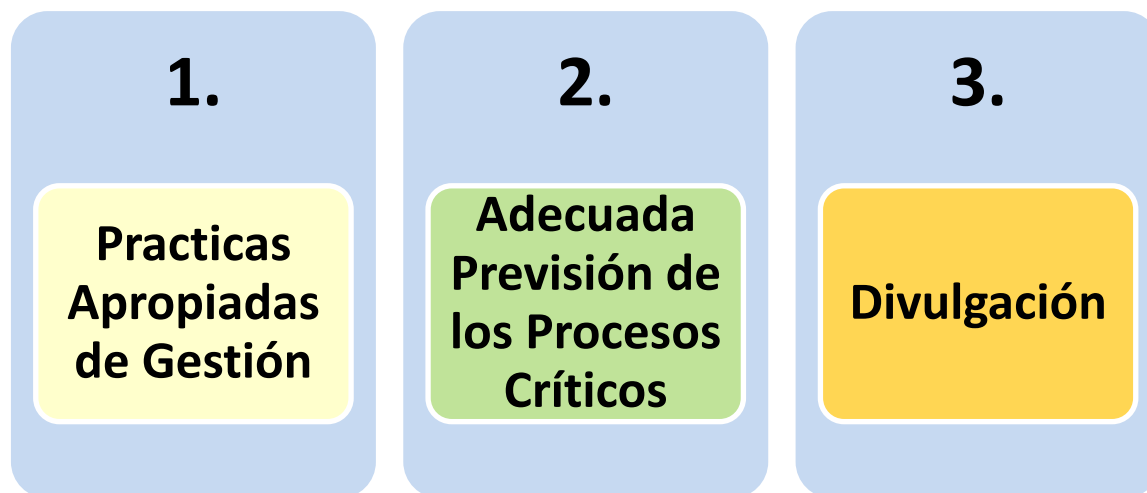 1.
Practicas
Apropiadas
de Gestión
2.
Adecuada
Previsión de
los Procesos
Críticos
3.
Divulgación